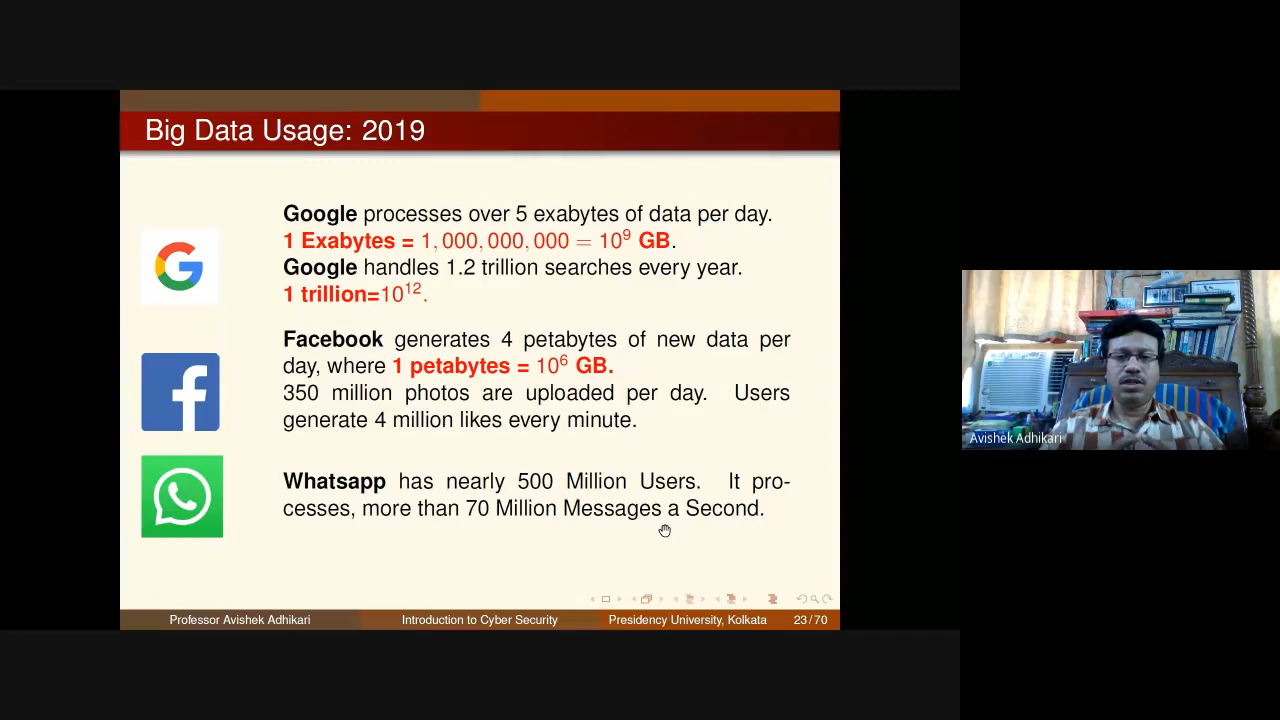 Big Data Usage: 2019
Google processes over 5 exabytes of data per day.
1 Exabytes = 1, 000, 000, 000 = 10⁹ GB.
Google handles 1.2 trillion searches every year.
1 trillion=10¹².
Facebook generates 4 petabytes of new data per
day, where 1 petabytes = 10⁶ GB.
350 million photos are uploaded per day. Users
generate 4 million likes every minute.
Whatsapp has nearly 500 Million Users. It pro-
cesses, more than 70 Million Messages a Second.
Professor Avishek Adhikari Introduction to Cyber Security Presidency University, Kolkata 23 / 70
Avishek Adhikari